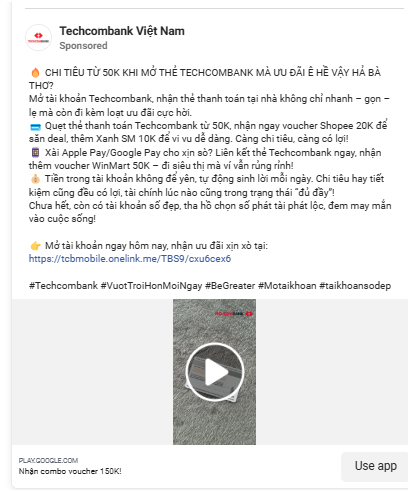 Techcombank Việt Nam
Sponsored
🔥 CHI TIÊU TỪ 50K KHI MỞ THẺ TECHCOMBANK MÀ ƯU ĐÃI Ê HỀ VẬY HẢ BÀ
THƠ?
Mở tài khoản Techcombank, nhận thẻ thanh toán tại nhà không chỉ nhanh – gọn –
lẹ mà còn đi kèm loạt ưu đãi cực hời.
💳 Quẹt thẻ thanh toán Techcombank từ 50K, nhận ngay voucher Shopee 20K để
săn deal, thêm Xanh SM 10K để vi vu dễ dàng. Càng chi tiêu, càng có lợi!
📱 Xài Apple Pay/Google Pay cho xịn sò? Liên kết thẻ Techcombank ngay, nhận
thêm voucher WinMart 50K – đi siêu thị mà ví vẫn rủng rỉnh!
💰 Tiền trong tài khoản không để yên, tự động sinh lời mỗi ngày. Chi tiêu hay tiết
kiệm cũng đều có lợi, tài chính lúc nào cũng trong trạng thái “đủ đầy”!
Chưa hết, còn có tài khoản số đẹp, tha hồ chọn số phát tài phát lộc, đem may mắn
vào cuộc sống!
👉 Mở tài khoản ngay hôm nay, nhận ưu đãi xịn xò tại:
https://tcbmobile.onelink.me/TBS9/cxu6cex6
#Techcombank #VuotTroiHonMoiNgay #BeGreater #Motaikhoan #taikhoansodep
TECHCOMBANK
PLAY.GOOGLE.COM
Nhận combo voucher 150K!
Use app